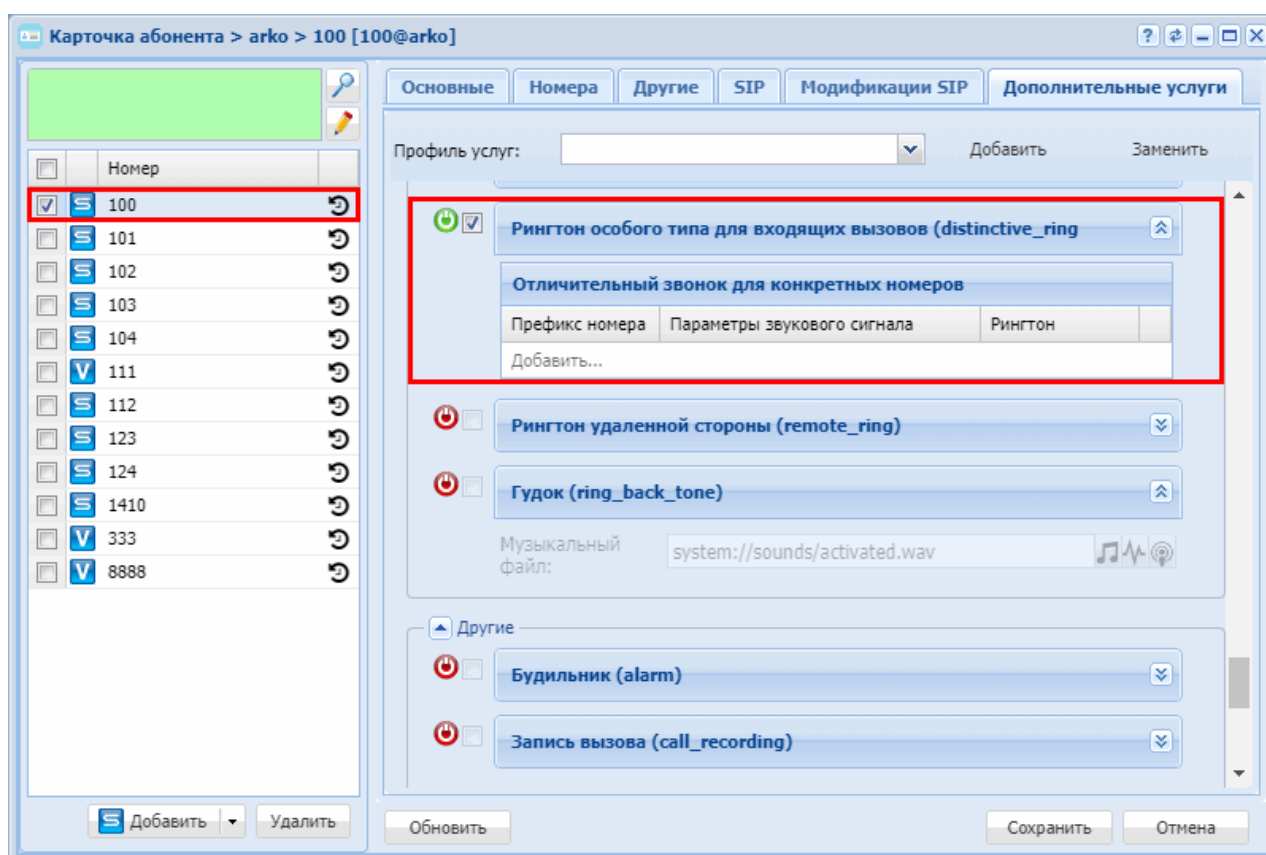 Карточка абонента > arko > 100 [100@arko]
Основные Номера Другие SIP Модификации SIP Дополнительные услуги
Профиль услуг: Добавить Заменить
Номер
100
101
102
103
104
111
112
123
124
1410
333
8888
Добавить Удалить
Рингтон особого типа для входящих вызовов (distinctive_ring
Отличительный звонок для конкретных номеров
Префикс номера Параметры звукового сигнала Рингтон
Добавить...
Рингтон удаленной стороны (remote_ring)
Гудок (ring_back_tone)
Музыкальный
файл:
system://sounds/activated.wav
Другие
Будильник (alarm)
Запись вызова (call_recording)
Обновить Сохранить Отмена